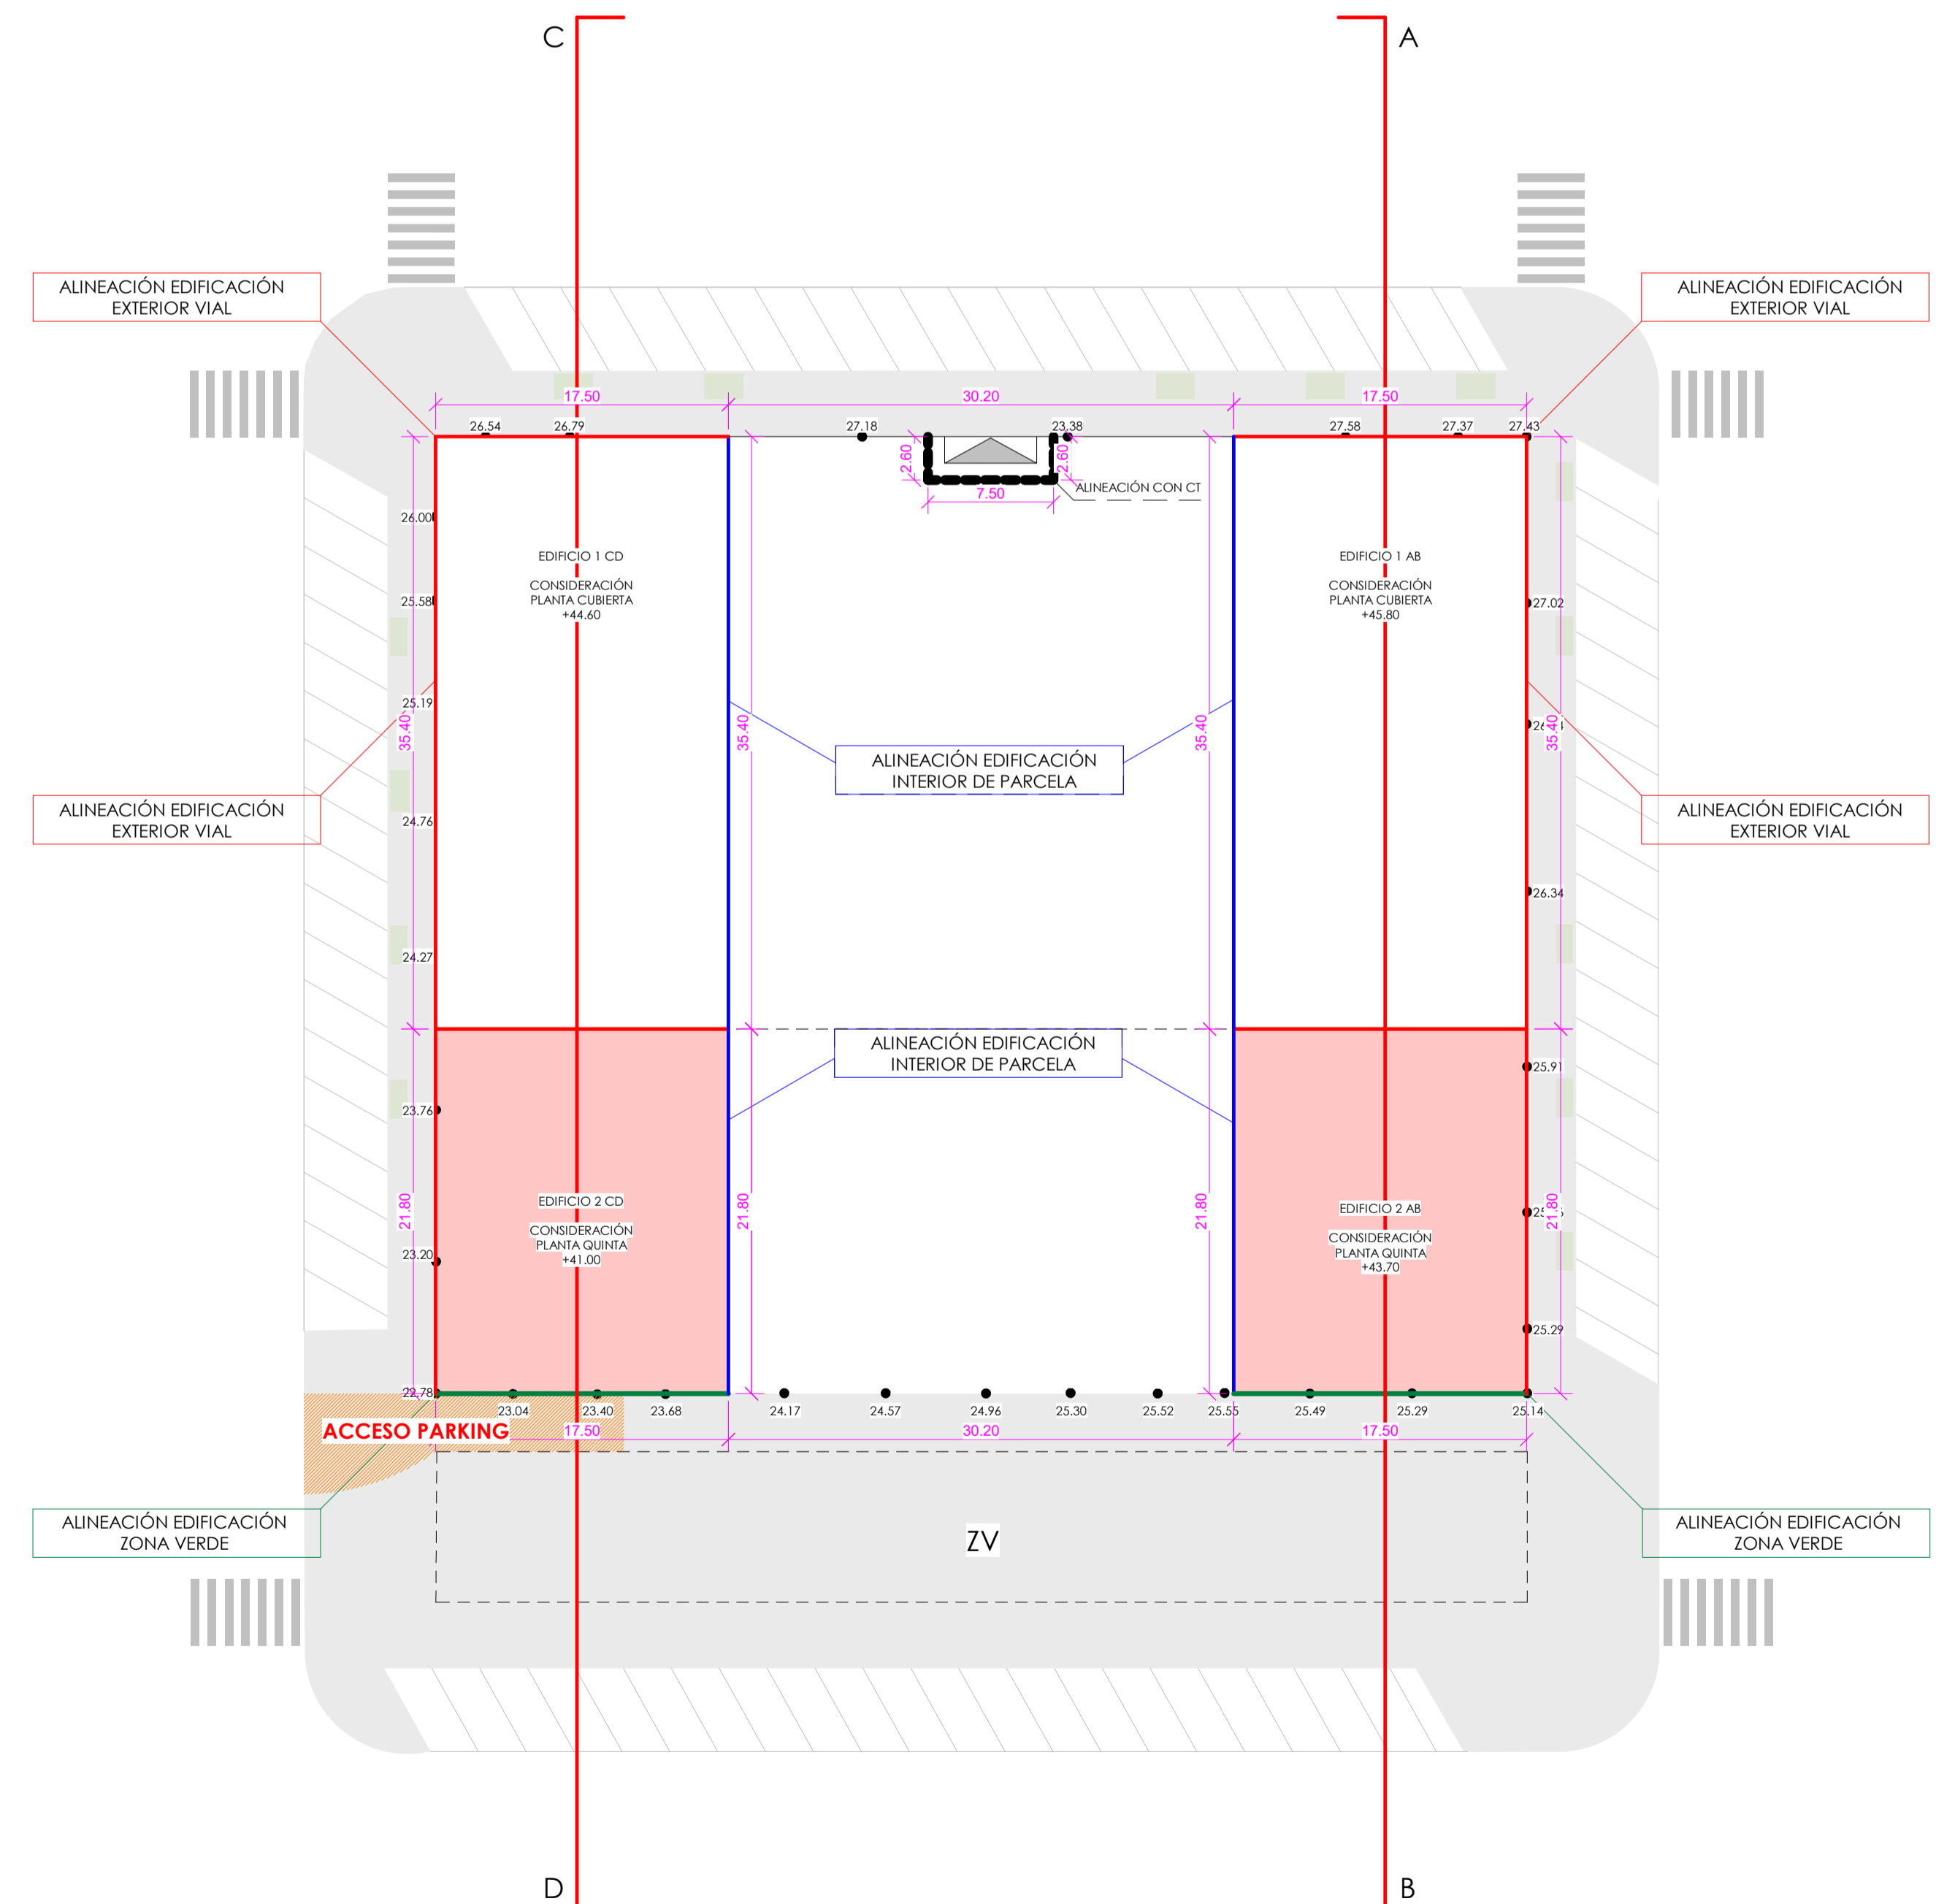 C
A
ALINEACIÓN EDIFICACIÓN
EXTERIOR VIAL
ALINEACIÓN EDIFICACIÓN
EXTERIOR VIAL
17.50
30.20
17.50
26.54
26.79
27.18
23.38
27.58
27.37
27.43
2.60
2.60
7.50
ALINEACIÓN CON CT
26.00
25.58
25.19
35.40
24.76
24.27
EDIFICIO 1 CD
CONSIDERACIÓN
PLANTA CUBIERTA
+44.60
EDIFICIO 1 AB
CONSIDERACIÓN
PLANTA CUBIERTA
+45.80
27.02
35.40
35.40
35.40
26.34
ALINEACIÓN EDIFICACIÓN
INTERIOR DE PARCELA
ALINEACIÓN EDIFICACIÓN
EXTERIOR VIAL
ALINEACIÓN EDIFICACIÓN
EXTERIOR VIAL
ALINEACIÓN EDIFICACIÓN
INTERIOR DE PARCELA
23.76
25.91
21.80
21.80
21.80
21.80
23.20
EDIFICIO 2 CD
CONSIDERACIÓN
PLANTA QUINTA
+41.00
EDIFICIO 2 AB
CONSIDERACIÓN
PLANTA QUINTA
+43.70
25.29
22.78
23.04
23.40
23.68
24.17
24.57
24.96
25.30
25.52
25.55
25.49
25.29
25.14
ACCESO PARKING
17.50
30.20
17.50
ALINEACIÓN EDIFICACIÓN
ZONA VERDE
ZV
ALINEACIÓN EDIFICACIÓN
ZONA VERDE
D
B